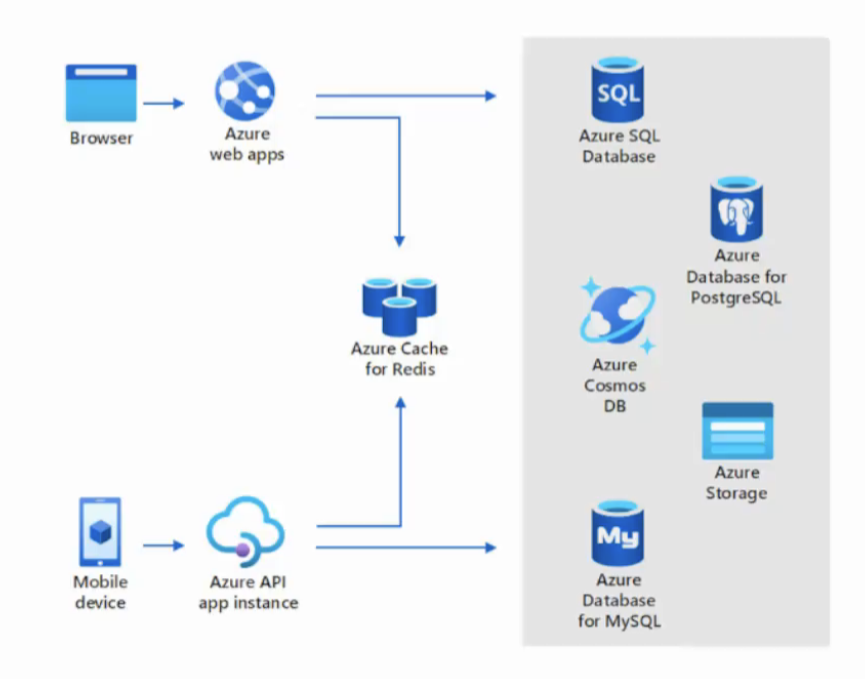 Browser
Azure
web apps
SQL
Azure SQL
Database
Azure
Database for
PostgreSQL
Azure Cache
for Redis
Azure
Cosmos
DB
Azure
Storage
Mobile
device
Azure API
app instance
My
Azure
Database
for MySQL